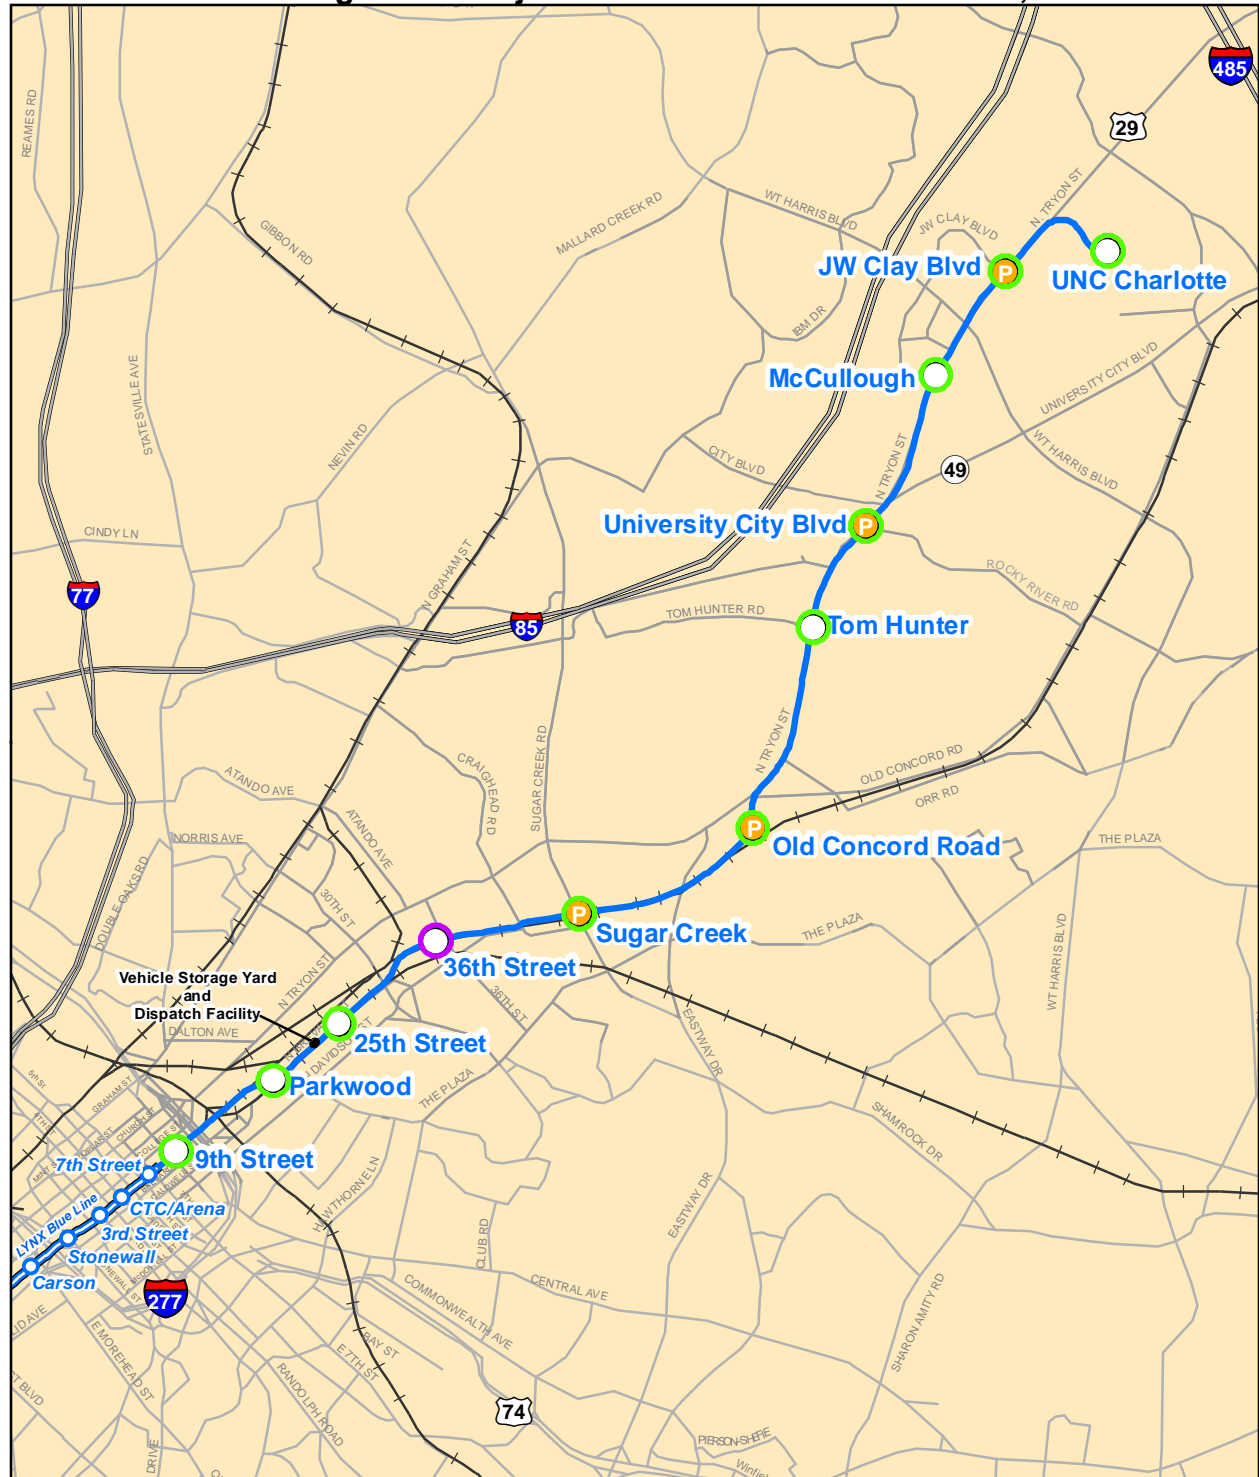 485
29
REAMES RD
N. TRYON ST
WT HARRIS BLVD
JW CLAY BLVD
MALLARD CREEK RD
GIBBON RD
JW Clay Blvd
P
UNC Charlotte
IBM DR
McCullough
UNIVERSITY CITY BLVD
STATESVILLE AVE
NEVIN RD
CITY BLVD
N TRYON ST
49
WT HARRIS BLVD
University City Blvd
P
CINDY LN
N GRAHAM ST
ROCKY RIVER RD
77
85
TOM HUNTER RD
Tom Hunter
N TRYON ST
OLD CONCORD RD
ORR RD
CRAIGHEAD RD
SUGAR CREEK RD
ATANDO AVE
ATANDO AVE
NORRIS AVE
P
Old Concord Road
THE PLAZA
DOUBLE OAKS RD
30TH ST
P
Sugar Creek
THE PLAZA
WT HARRIS BLVD
36th Street
Vehicle Storage Yard
and
Dispatch Facility
N TRYON ST
36TH ST
DALTON AVE
25th Street
EASTWAY DR
Parkwood
THE PLAZA
5th St
GRAHAM ST
CHURCH ST
SHAMROCK DR
9th Street
7th Street
HAWTHORNE LN
EASTWAY DR
LYNX Blue Line
CTC/Arena
3rd Street
Stonewall
Carson
CLUB RD
277
CENTRAL AVE
COMMONWEALTH AVE
SHARON AMITY RD
E MOREHEAD ST
BAY ST
E 7TH ST
RANDOLPH ROAD
74
DRIVE